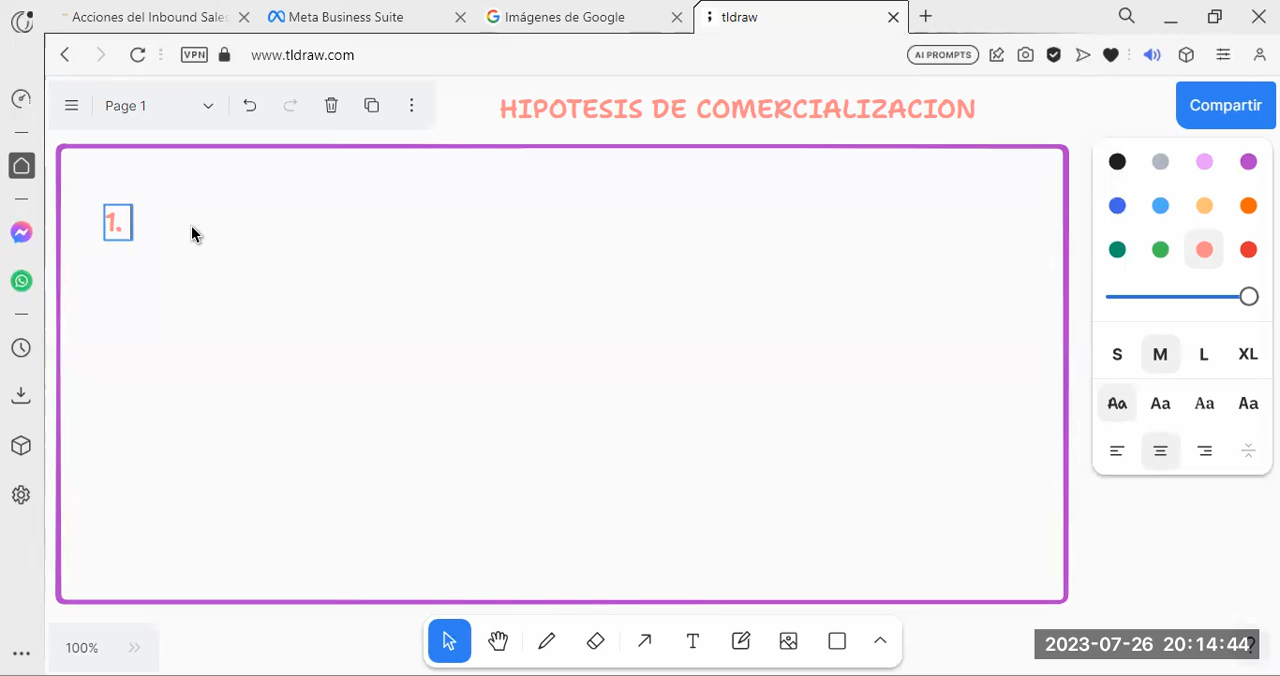 Acciones del Inbound Sales
Meta Business Suite
Imágenes de Google
tldraw
VPN
www.tldraw.com
AI PROMPTS
Page 1
HIPOTESIS DE COMERCIALIZACION
Compartir
1.
S M L XL
Aa Aa Aa Aa
100%
T
2023-07-26 20:14:44
?